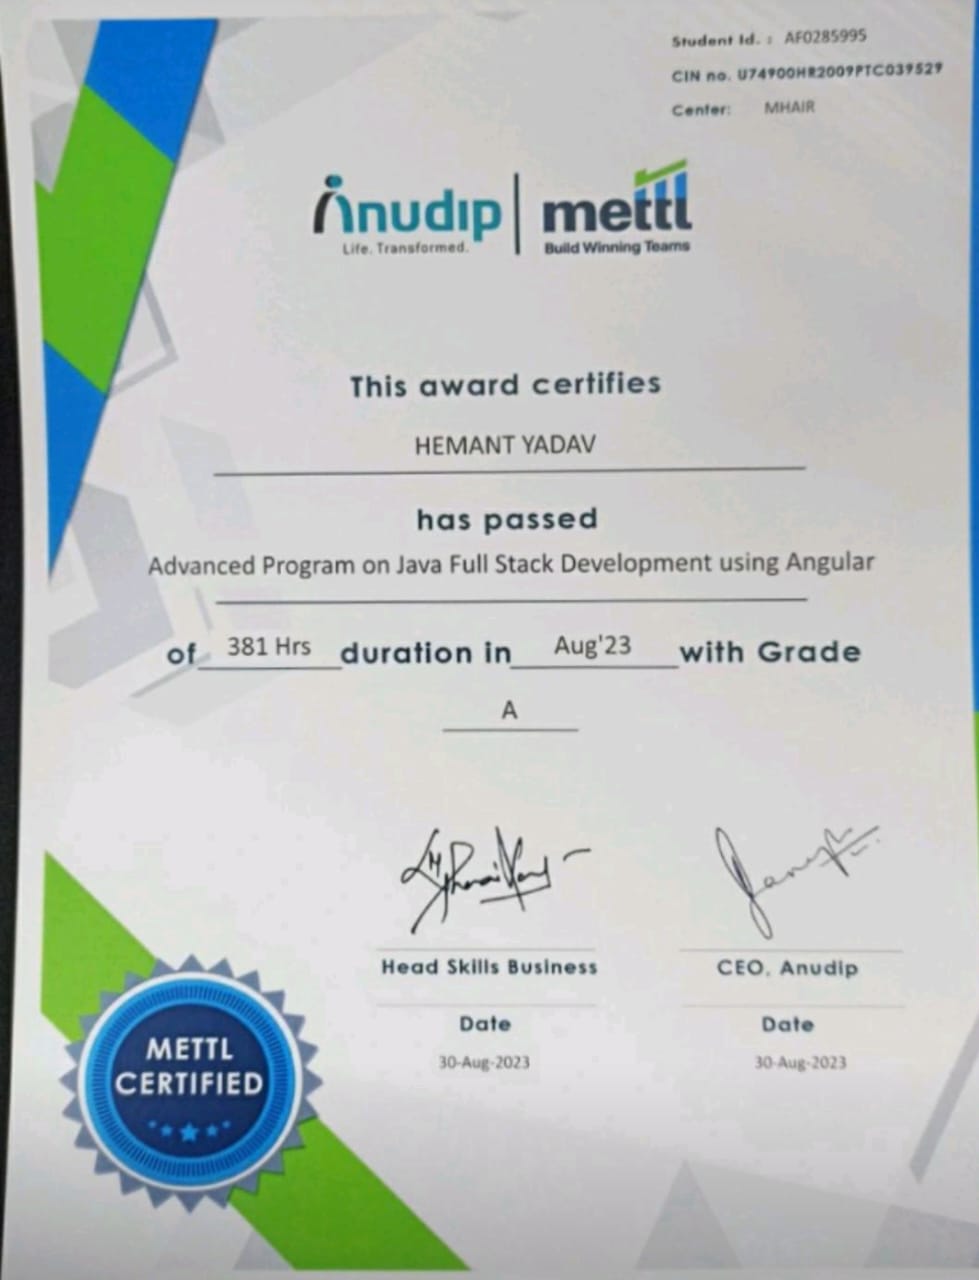 Student Id. : AF0285995
CIN no. U74900HR2009PTC039529
Center: MHAIR
Anudip
Life. Transformed.
mettl
Build Winning Teams
This award certifies
HEMANT YADAV
has passed
Advanced Program on Java Full Stack Development using Angular
of 381 Hrs duration in Aug'23 with Grade
A
Head Skills Business
CEO, Anudip
Date
Date
30-Aug-2023
30-Aug-2023
METTL
CERTIFIED